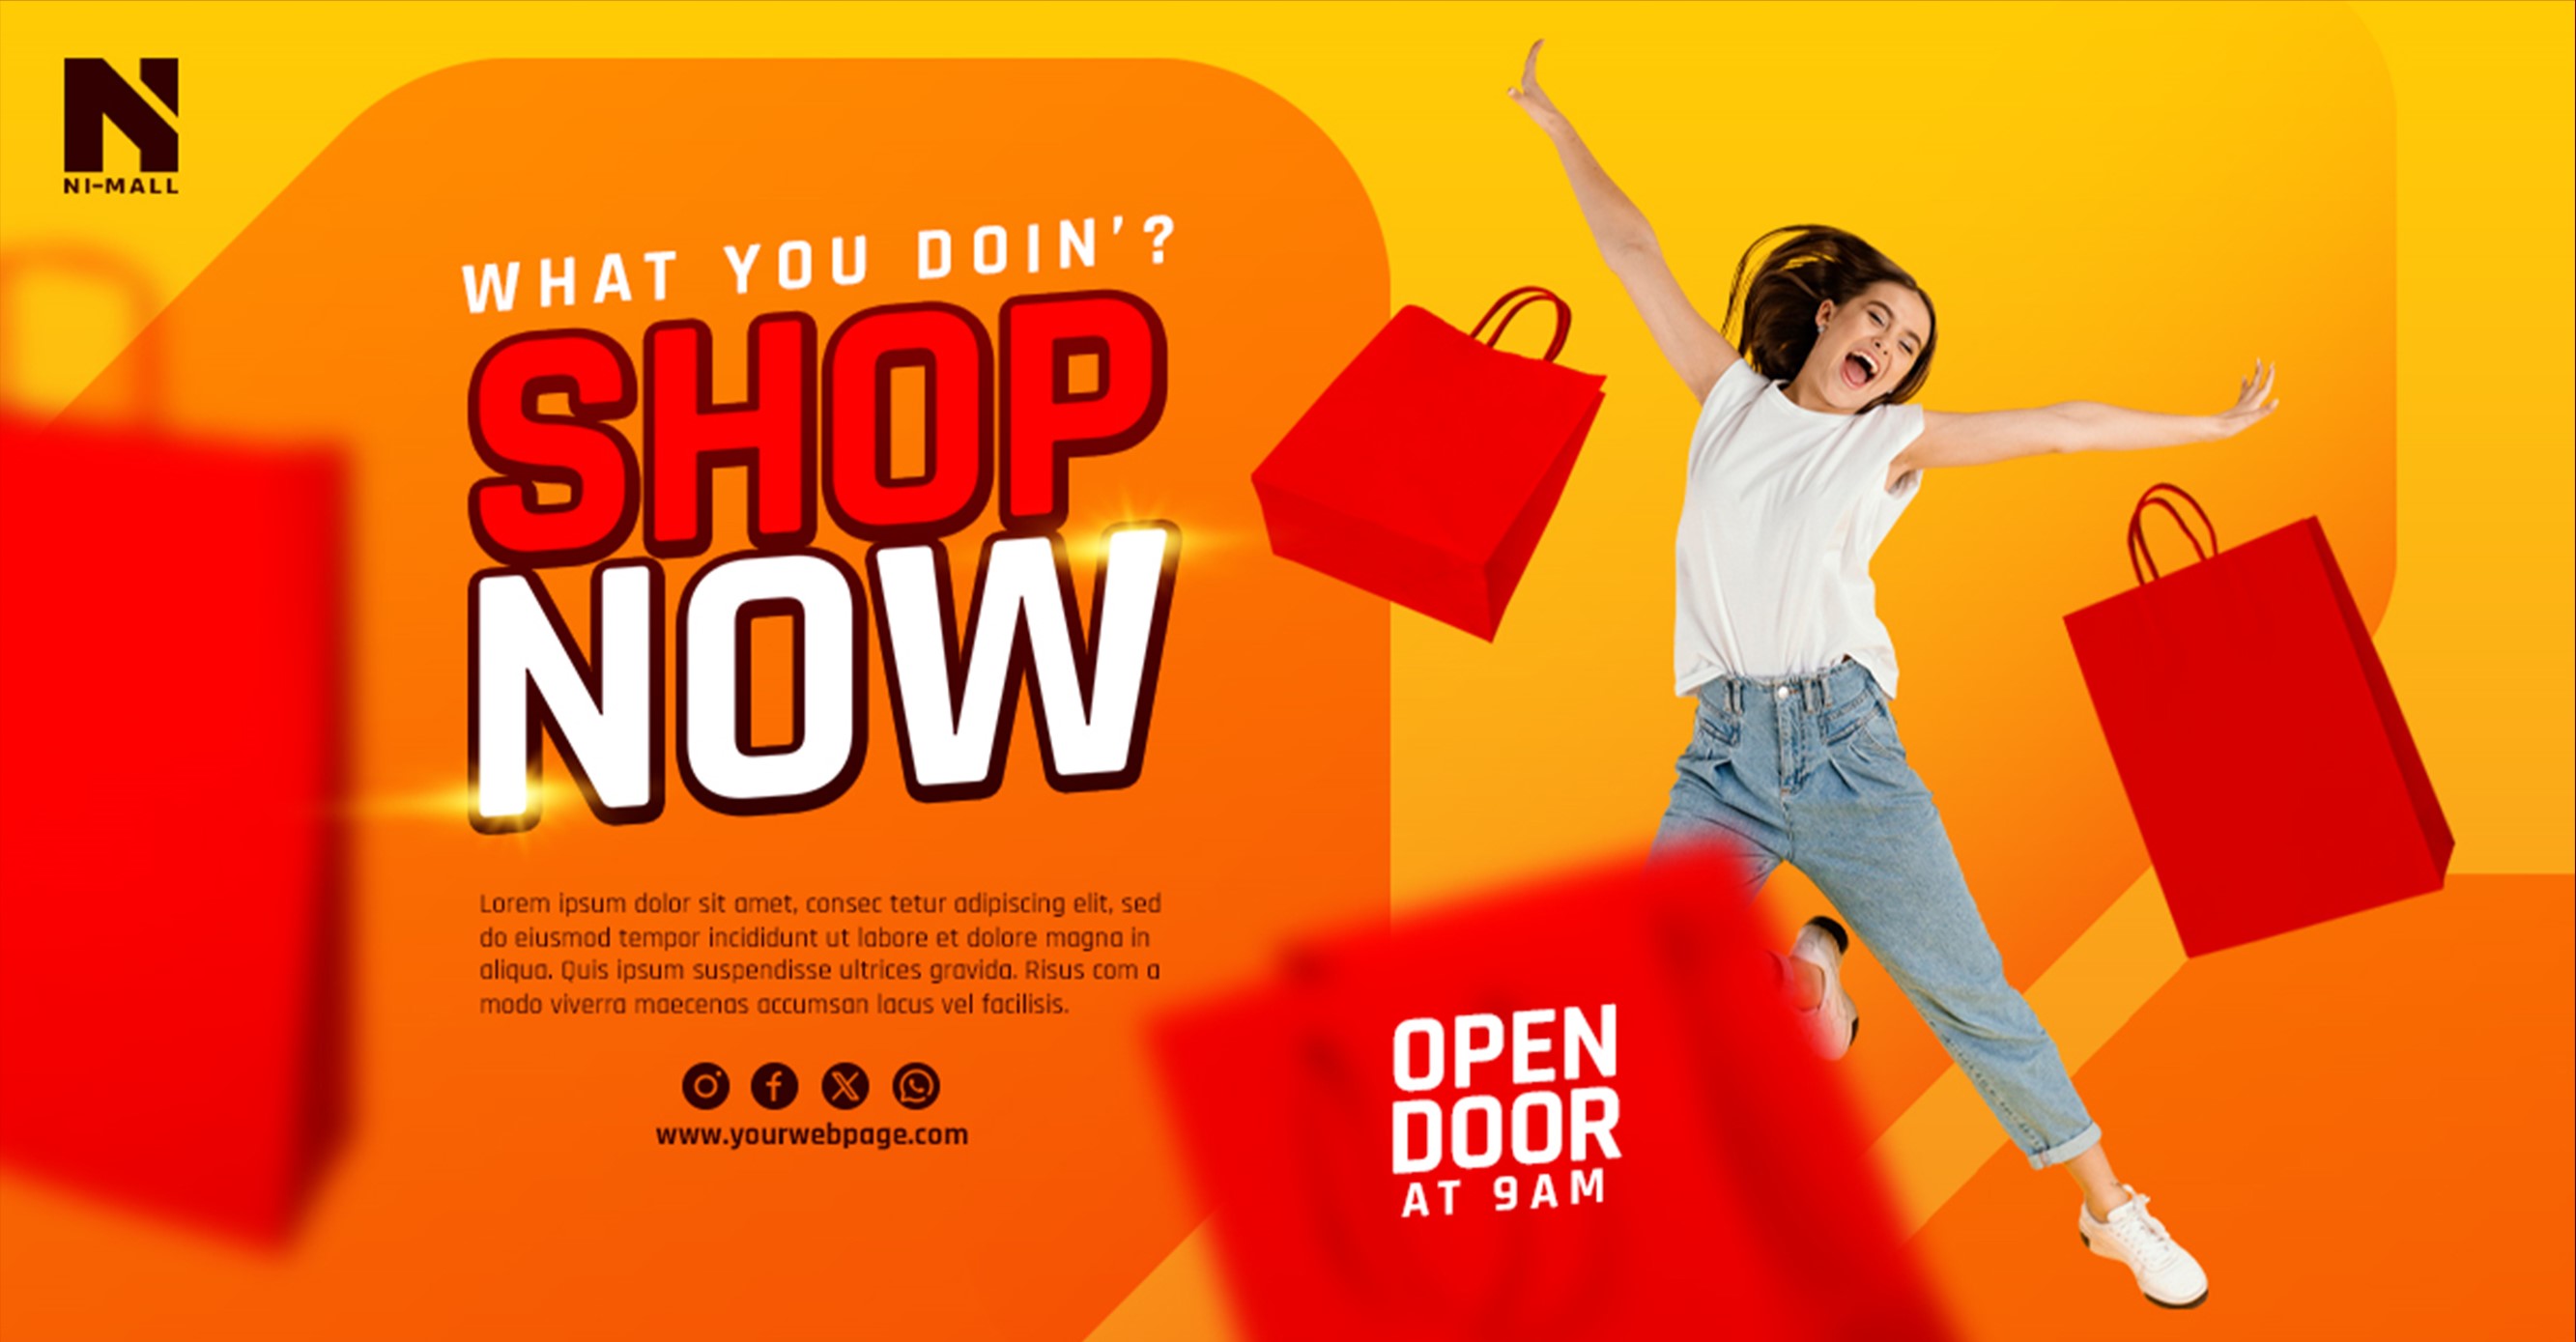 NI-MALL
WHAT YOU DOIN'?
SHOP
NOW
Lorem ipsum dolor sit amet, consec tetur adipiscing elit, sed
do eiusmod tempor incididunt ut labore et dolore magna in
aliqua. Quis ipsum suspendisse ultrices gravida. Risus com a
modo viverra maecenas accumsan lacus vel facilisis.
www.yourwebpage.com
OPEN
DOOR
AT 9AM